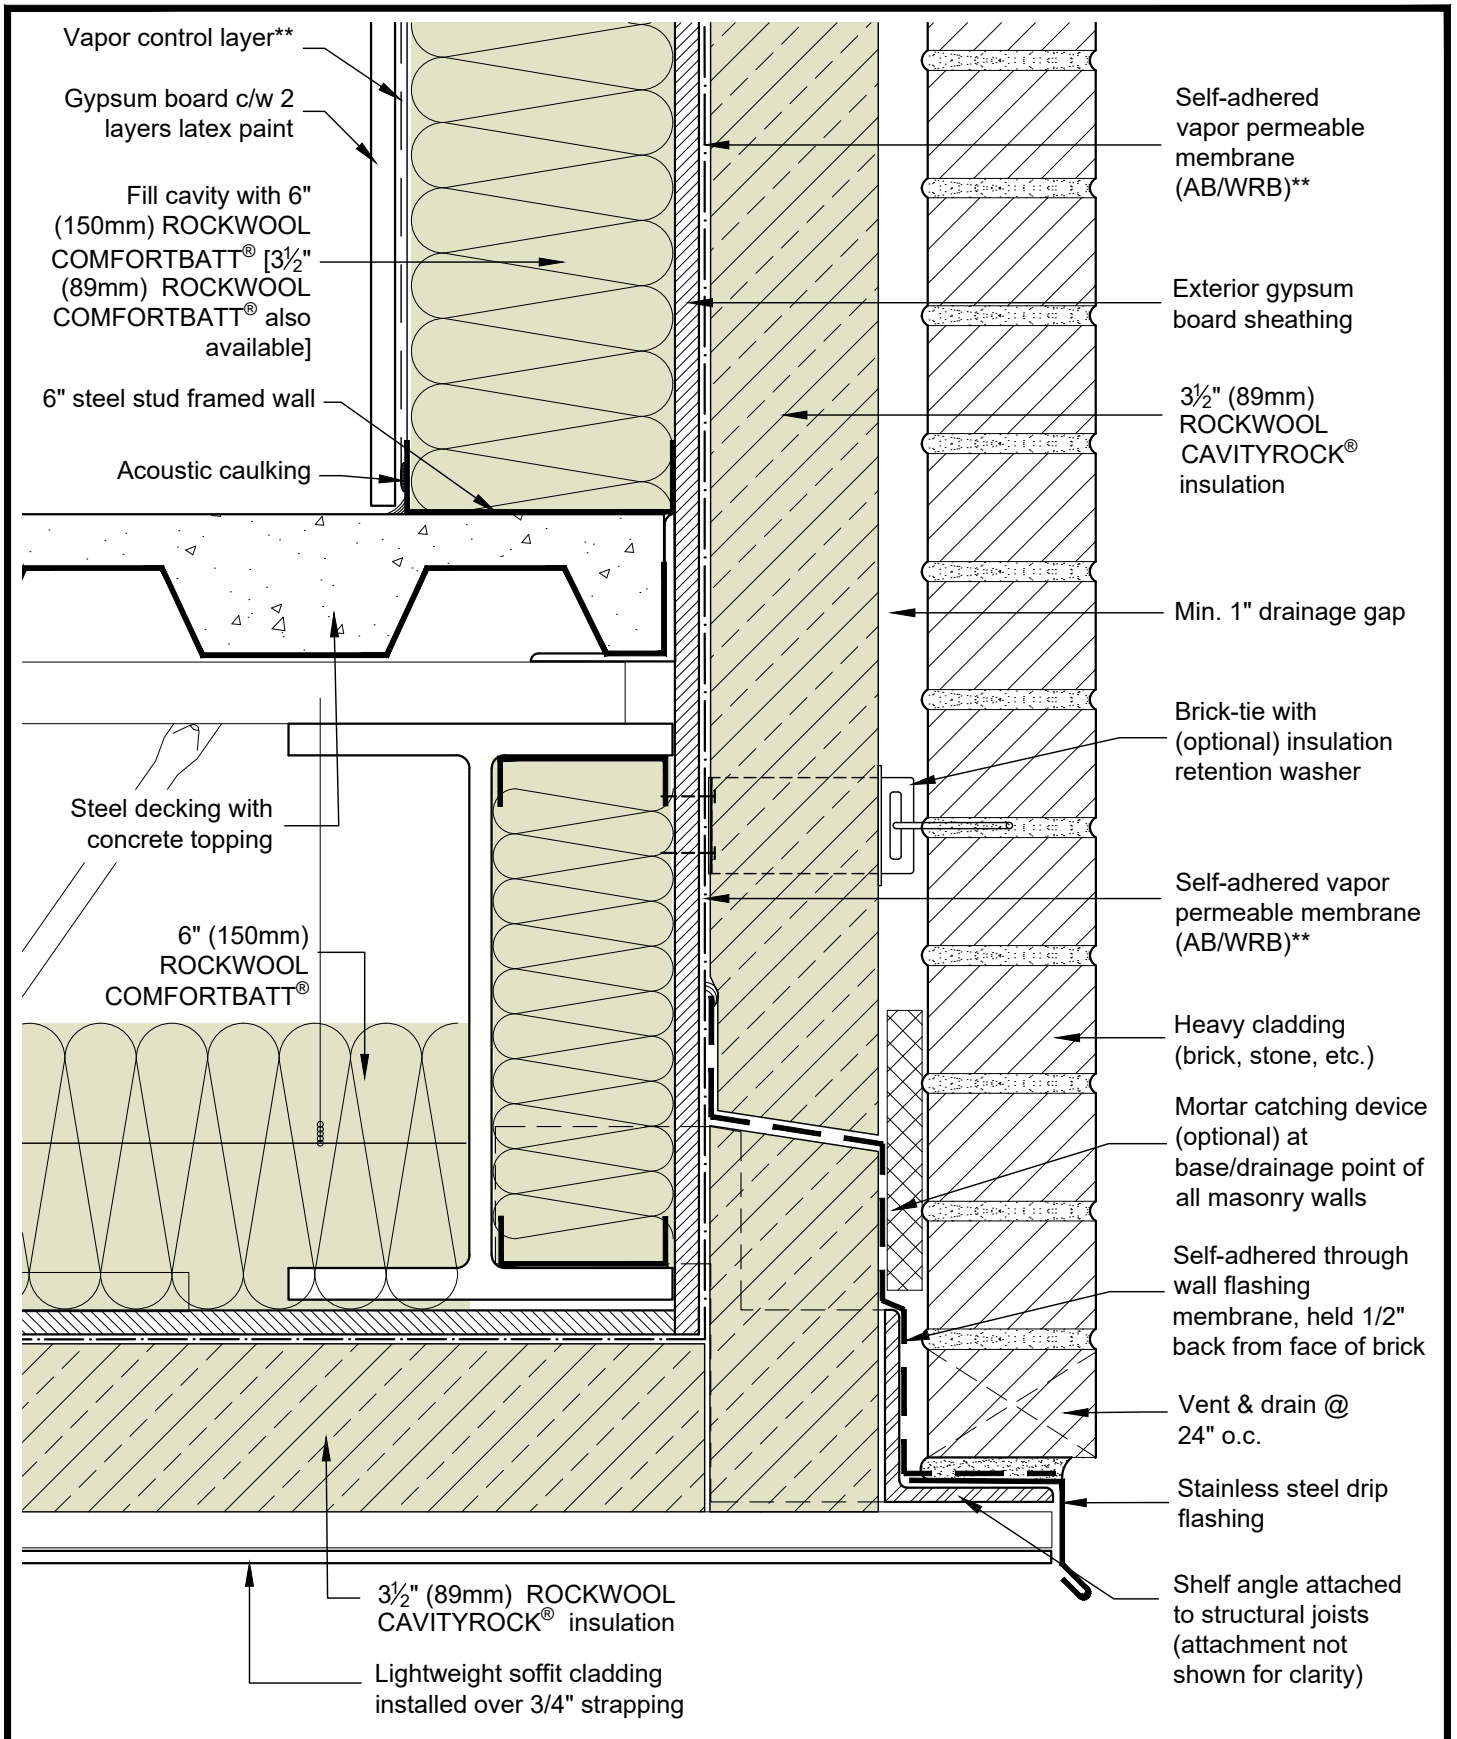 Vapor control layer**
Gypsum board c/w 2
layers latex paint
Fill cavity with 6"
(150mm) ROCKWOOL
COMFORTBATT® [3½"
(89mm) ROCKWOOL
COMFORTBATT® also
available]
6" steel stud framed wall
Acoustic caulking
Steel decking with
concrete topping
6" (150mm)
ROCKWOOL
COMFORTBATT®
3½" (89mm) ROCKWOOL
CAVITYROCK® insulation
Lightweight soffit cladding
installed over 3/4" strapping
Self-adhered
vapor permeable
membrane
(AB/WRB)**
Exterior gypsum
board sheathing
3½" (89mm)
ROCKWOOL
CAVITYROCK®
insulation
Min. 1" drainage gap
Brick-tie with
(optional) insulation
retention washer
Self-adhered vapor
permeable membrane
(AB/WRB)**
Heavy cladding
(brick, stone, etc.)
Mortar catching device
(optional) at
base/drainage point of
all masonry walls
Self-adhered through
wall flashing
membrane, held 1/2"
back from face of brick
Vent & drain @
24" o.c.
Stainless steel drip
flashing
Shelf angle attached
to structural joists
(attachment not
shown for clarity)